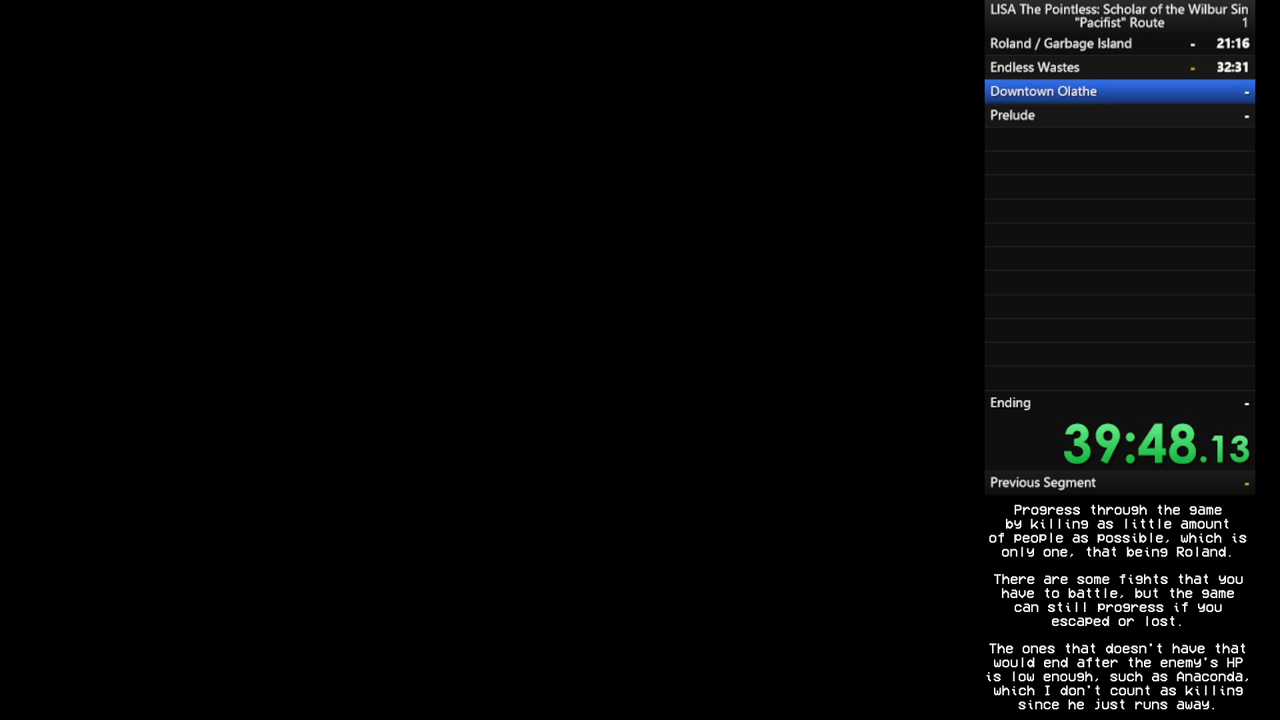 LISA The Pointless: Scholar of the Wilbur Sin
"Pacifist" Route 1
Roland / Garbage Island - 21:16
Endless Wastes - 32:31
Downtown Olathe -
Prelude -
Ending -
39:48.13
Previous Segment -
Progress through the game
by killing as little amount
of people as possible, which is
only one, that being Roland.
There are some fights that you
have to battle, but the game
can still progress if you
escaped or lost.
The ones that doesn't have that
would end after the enemy's HP
is low enough, such as Anaconda,
which I don't count as killing
since he just runs away.